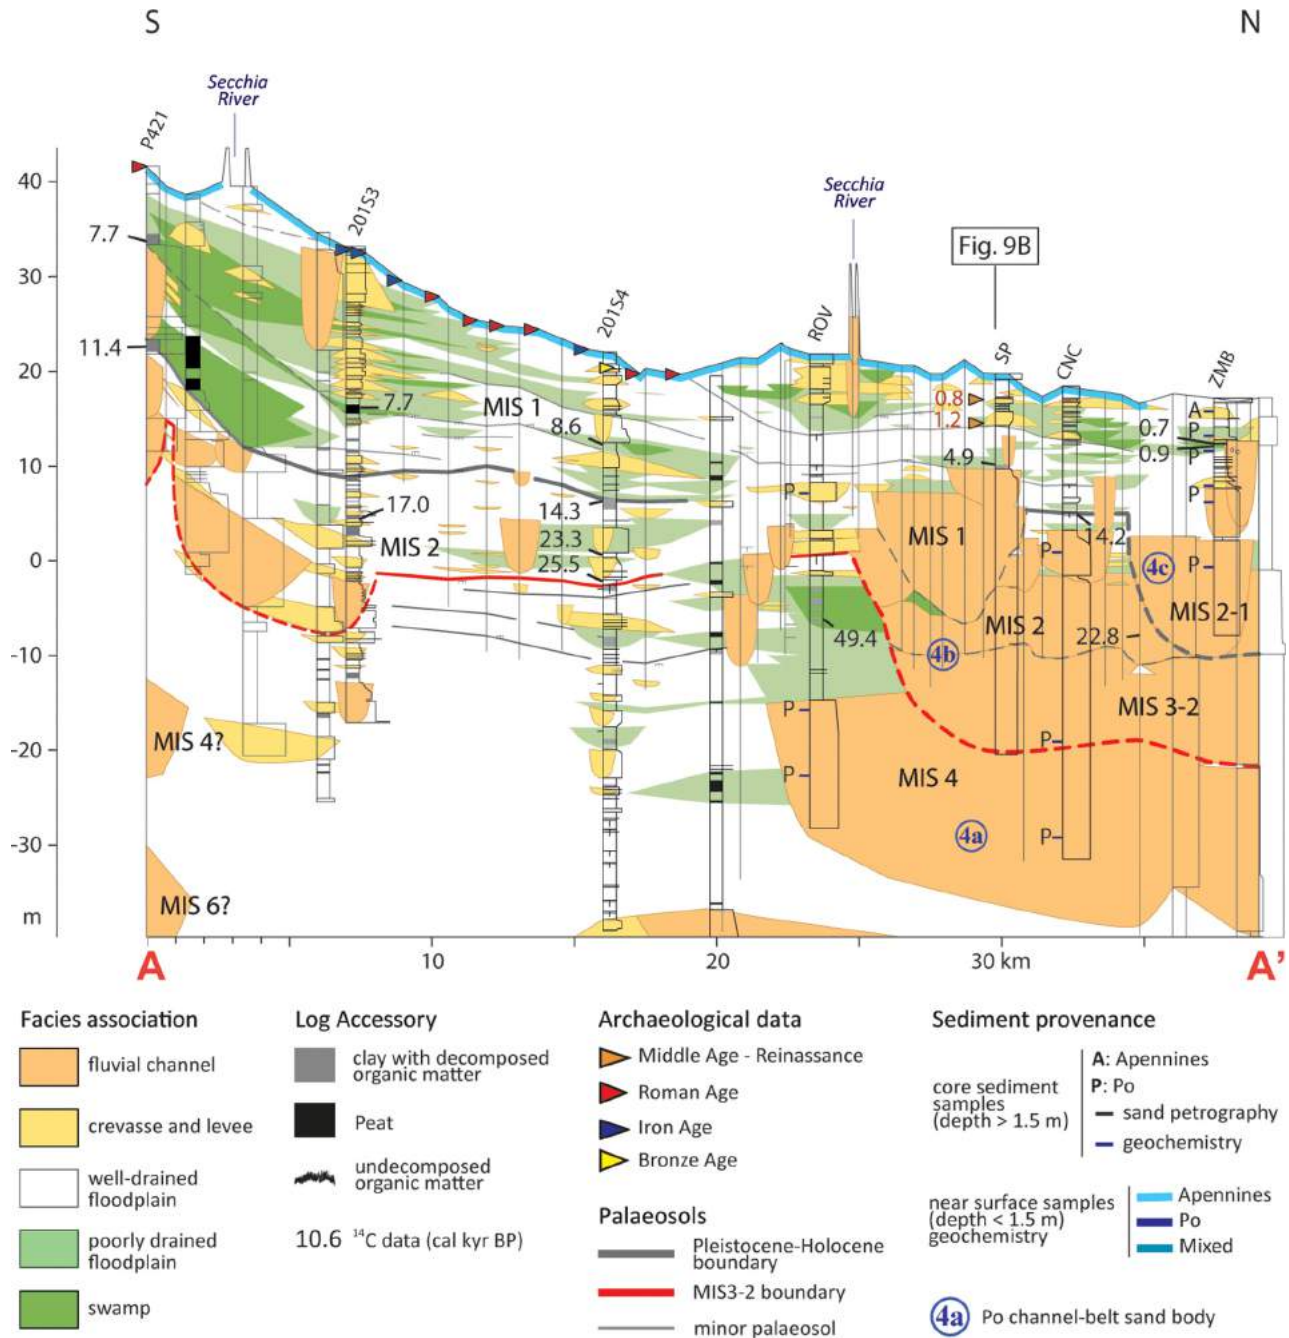 S
N
Secchia
River
P421
201S3
Secchia
River
201S4
ROV
Fig. 9B
SP
CNC
ZMB
40
30
20
10
0
-10
-20
-30
m
7.7
11.4
7.7
MIS 1
8.6
17.0
MIS 2
14.3
23.3
25.5
0.8
1.2
4.9
A
P
0.7
0.9
P
P
P
MIS 1
4.2
P
4c
P
MIS 2
MIS 2-1
22.8
49.4
4b
P
MIS 3-2
P
P
MIS 4
4a
P
MIS 4?
MIS 6?
A
10
20
30 km
A'
Facies association
fluvial channel
crevasse and levee
well-drained
floodplain
poorly drained
floodplain
swamp
Log Accessory
clay with decomposed
organic matter
Peat
undecomposed
organic matter
10.6 ¹⁴C data (cal kyr BP)
Archaeological data
Middle Age - Reinassance
Roman Age
Iron Age
Bronze Age
Palaeosols
Pleistocene-Holocene
boundary
MIS3-2 boundary
minor palaeosol
Sediment provenance
core sediment
samples
(depth > 1.5 m)
A: Apennines
P: Po
sand petrography
geochemistry
near surface samples
(depth < 1.5 m)
geochemistry
Apennines
Po
Mixed
4a Po channel-belt sand body